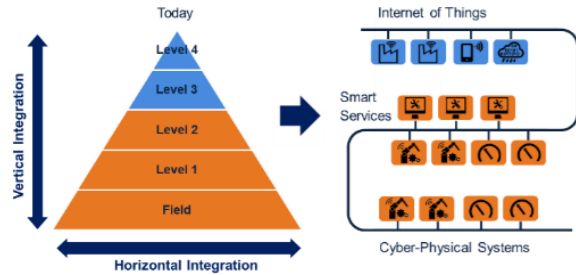 Today
Internet of Things
Vertical Integration
Level 4
Level 3
Level 2
Level 1
Field
Horizontal Integration
Smart
Services
Cyber-Physical Systems